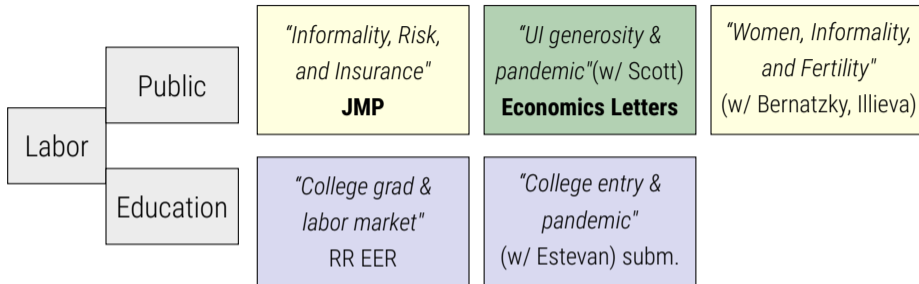 Labor
Public
"Informality, Risk,
and Insurance"
JMP
"UI generosity &
pandemic"(w/ Scott)
Economics Letters
"Women, Informality,
and Fertility"
(w/ Bernatzky, Illieva)
Education
"College grad &
labor market"
RR EER
"College entry &
pandemic"
(w/ Estevan) subm.